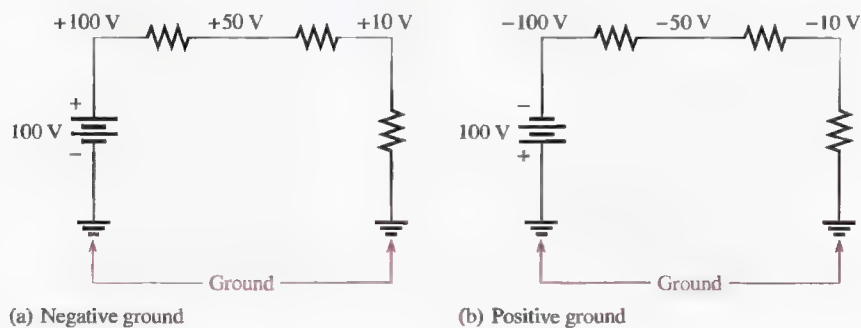 +100 V +50 V +10 V
+
100 V
−
Ground
(a) Negative ground
−100 V −50 V −10 V
−
100 V
+
Ground
(b) Positive ground